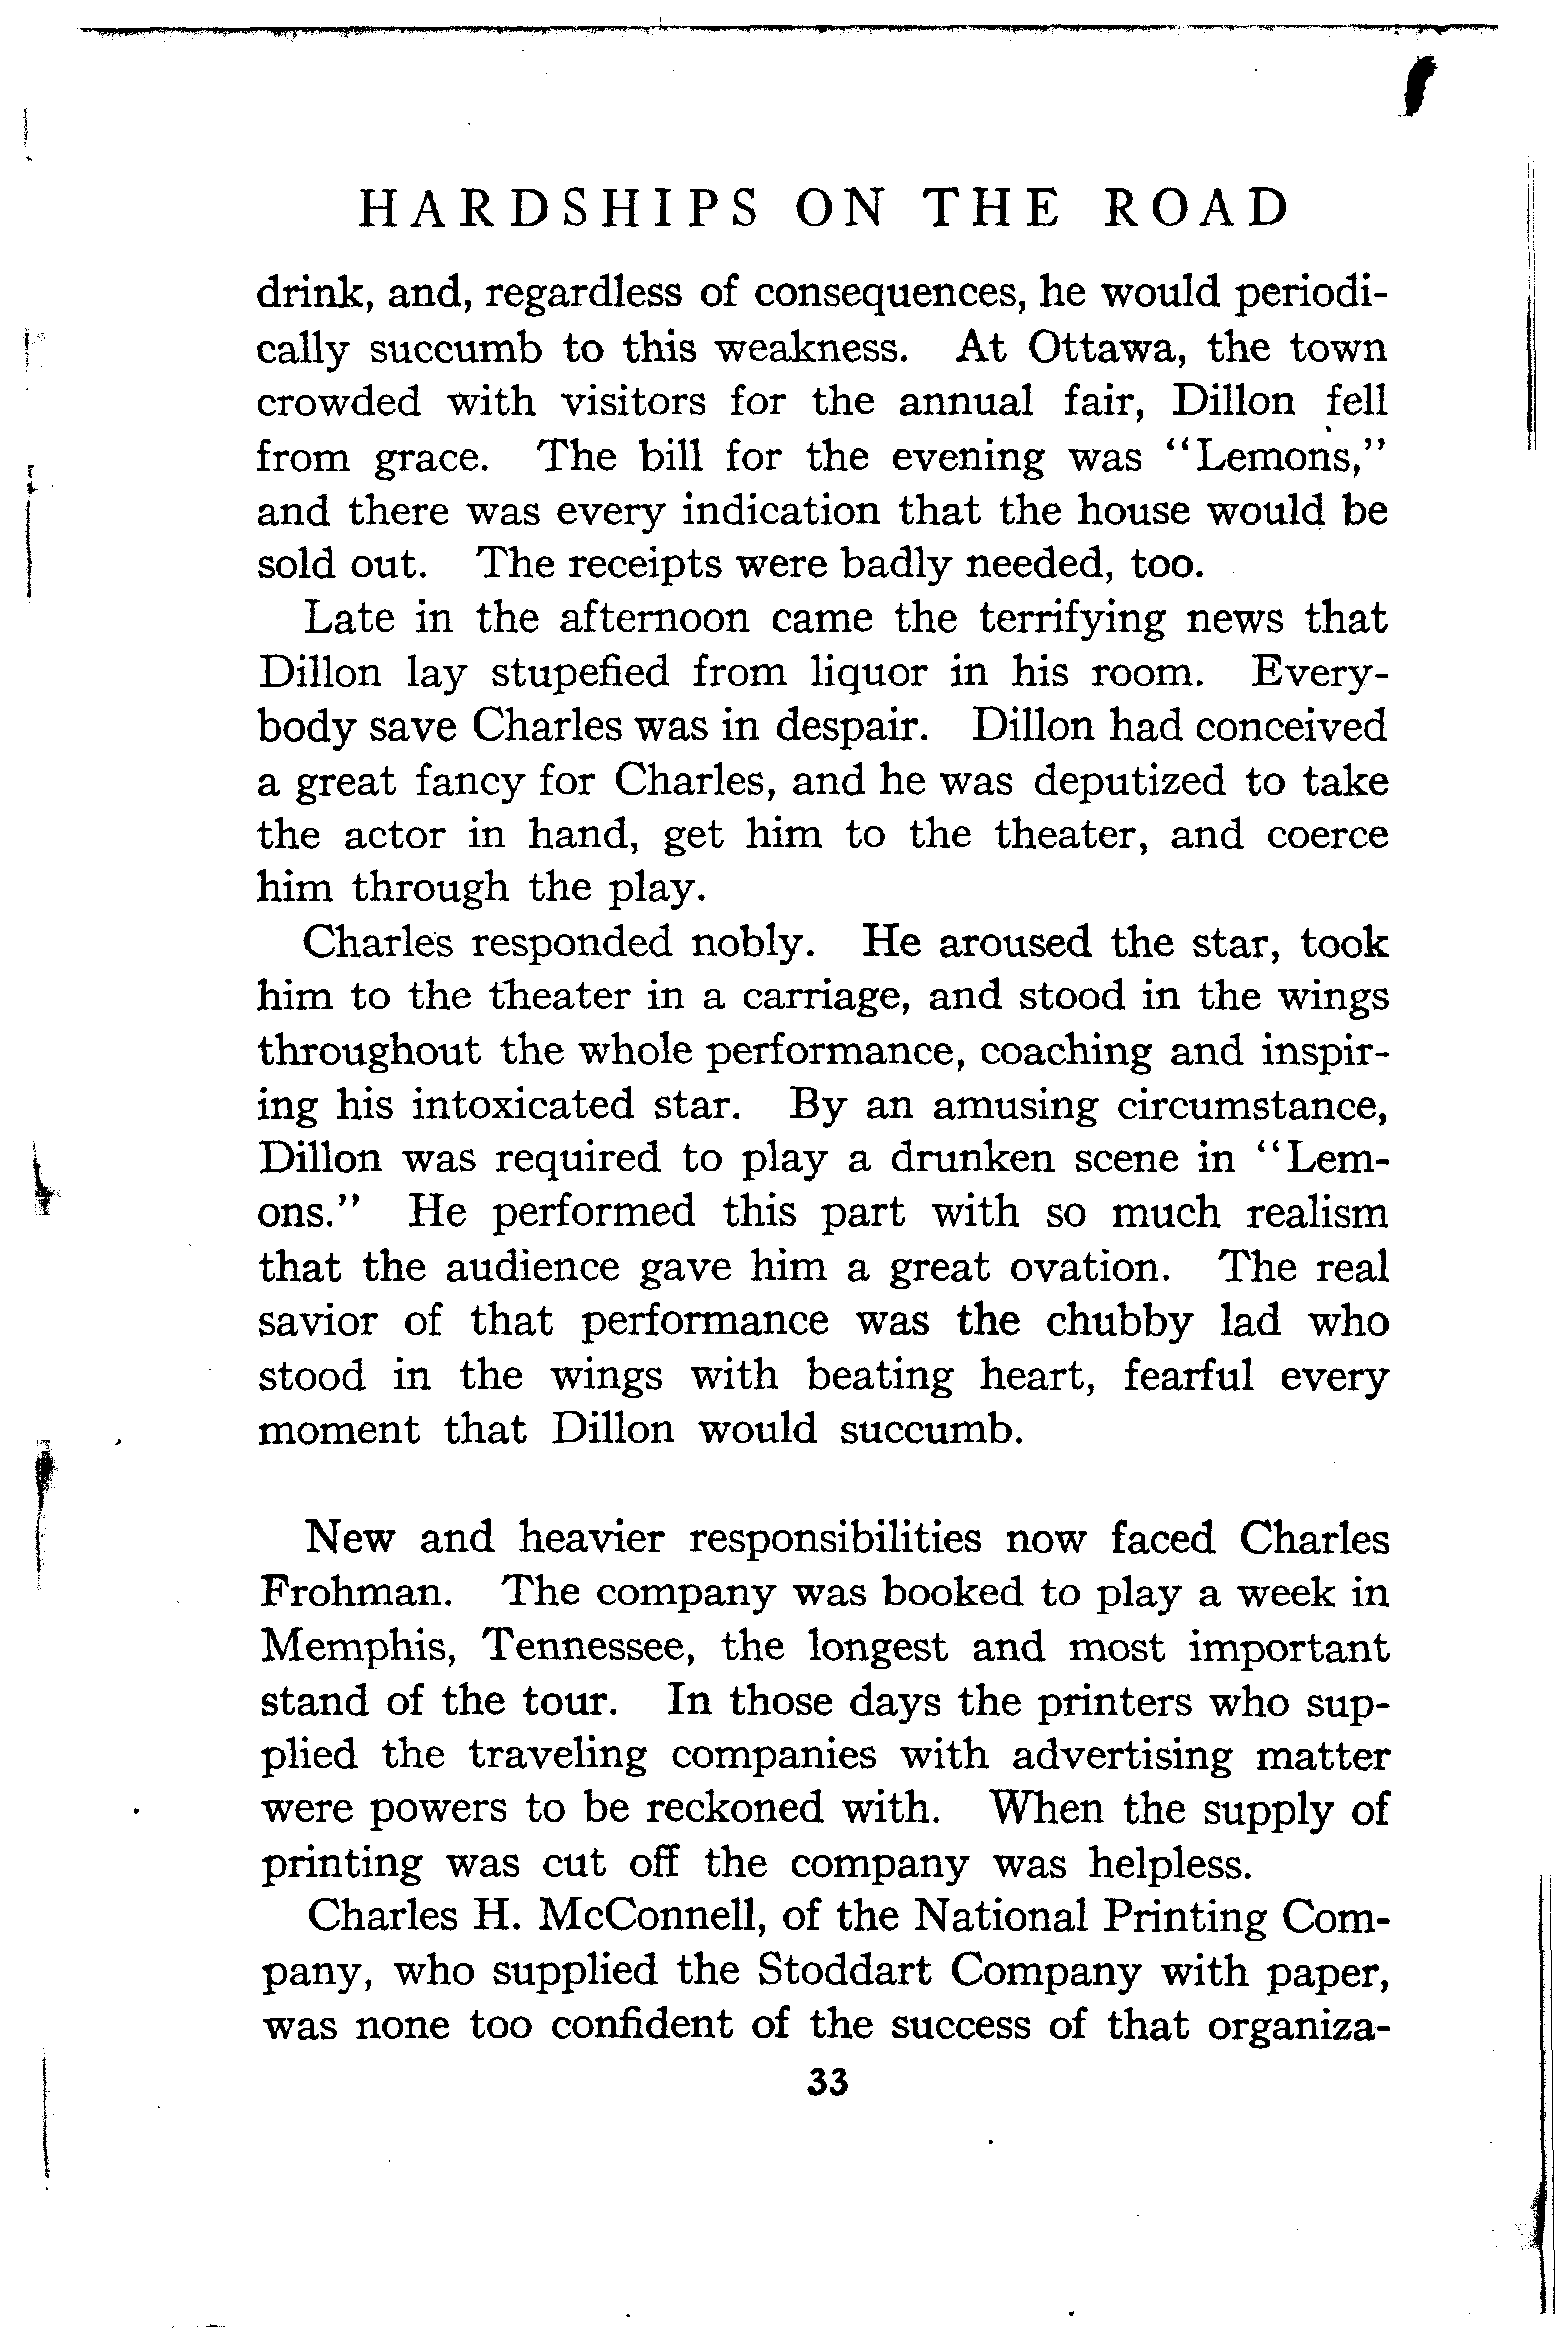 HARDSHIPS ON THE ROAD
drink, and, regardless of consequences, he would periodi-
cally succumb to this weakness. At Ottawa, the town
crowded with visitors for the annual fair, Dillon fell
from grace. The bill for the evening was "Lemons,"
and there was every indication that the house would be
sold out. The receipts were badly needed, too.
Late in the afternoon came the terrifying news that
Dillon lay stupefied from liquor in his room. Every-
body save Charles was in despair. Dillon had conceived
a great fancy for Charles, and he was deputized to take
the actor in hand, get him to the theater, and coerce
him through the play.
Charles responded nobly. He aroused the star, took
him to the theater in a carriage, and stood in the wings
throughout the whole performance, coaching and inspir-
ing his intoxicated star. By an amusing circumstance,
Dillon was required to play a drunken scene in "Lem-
ons." He performed this part with so much realism
that the audience gave him a great ovation. The real
savior of that performance was the chubby lad who
stood in the wings with beating heart, fearful every
moment that Dillon would succumb.
New and heavier responsibilities now faced Charles
Frohman. The company was booked to play a week in
Memphis, Tennessee, the longest and most important
stand of the tour. In those days the printers who sup-
plied the traveling companies with advertising matter
were powers to be reckoned with. When the supply of
printing was cut off the company was helpless.
Charles H. McConnell, of the National Printing Com-
pany, who supplied the Stoddart Company with paper,
was none too confident of the success of that organiza-
33